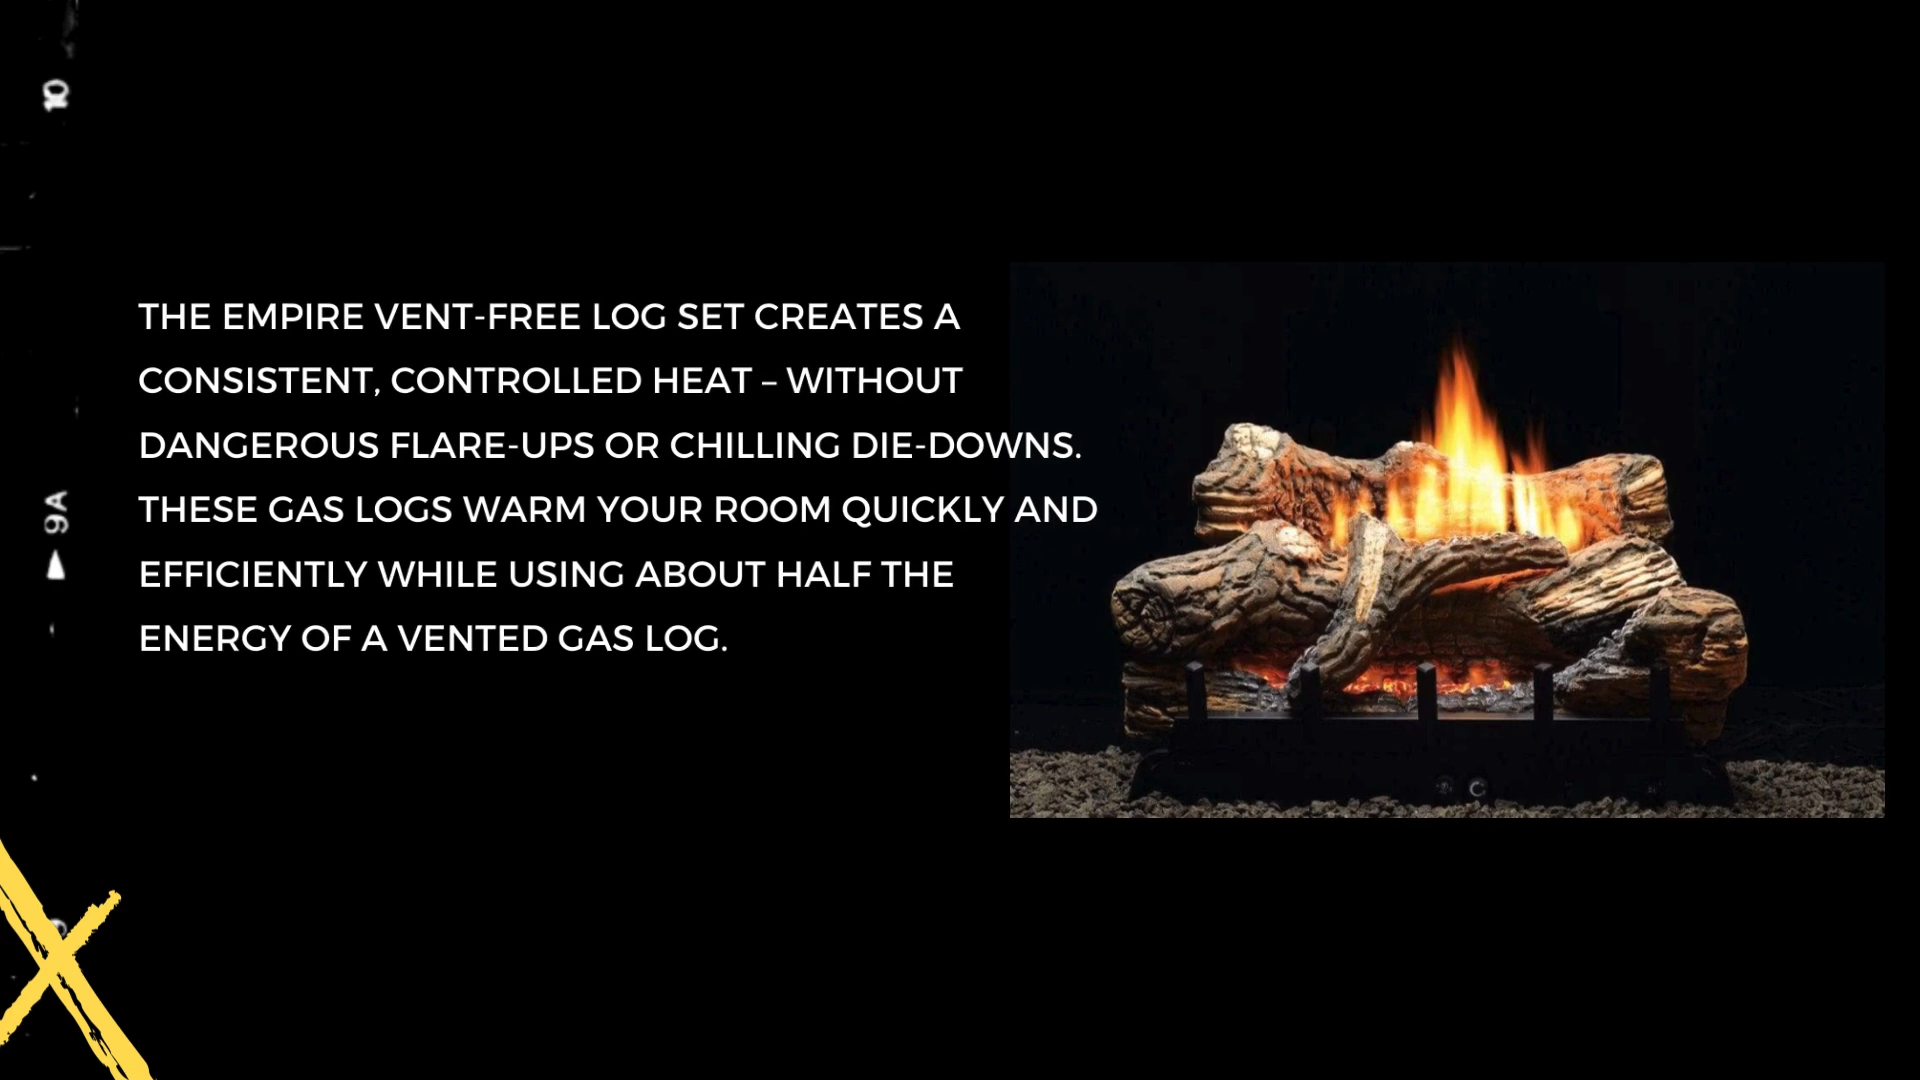 10
THE EMPIRE VENT-FREE LOG SET CREATES A
CONSISTENT, CONTROLLED HEAT – WITHOUT
DANGEROUS FLARE-UPS OR CHILLING DIE-DOWNS.
THESE GAS LOGS WARM YOUR ROOM QUICKLY AND
EFFICIENTLY WHILE USING ABOUT HALF THE
ENERGY OF A VENTED GAS LOG.
9A